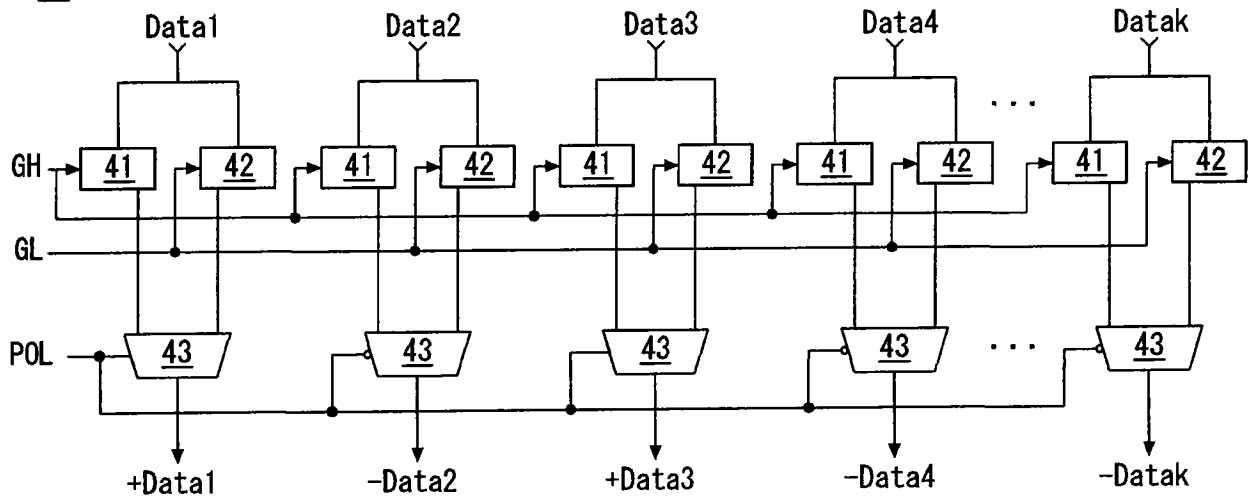 Data1 Data2 Data3 Data4 Datak
. . .
GH 41 42 41 42 41 42 41 42 41 42
GL
POL 43 43 43 43 . . . 43
+Data1 -Data2 +Data3 -Data4 -Datak